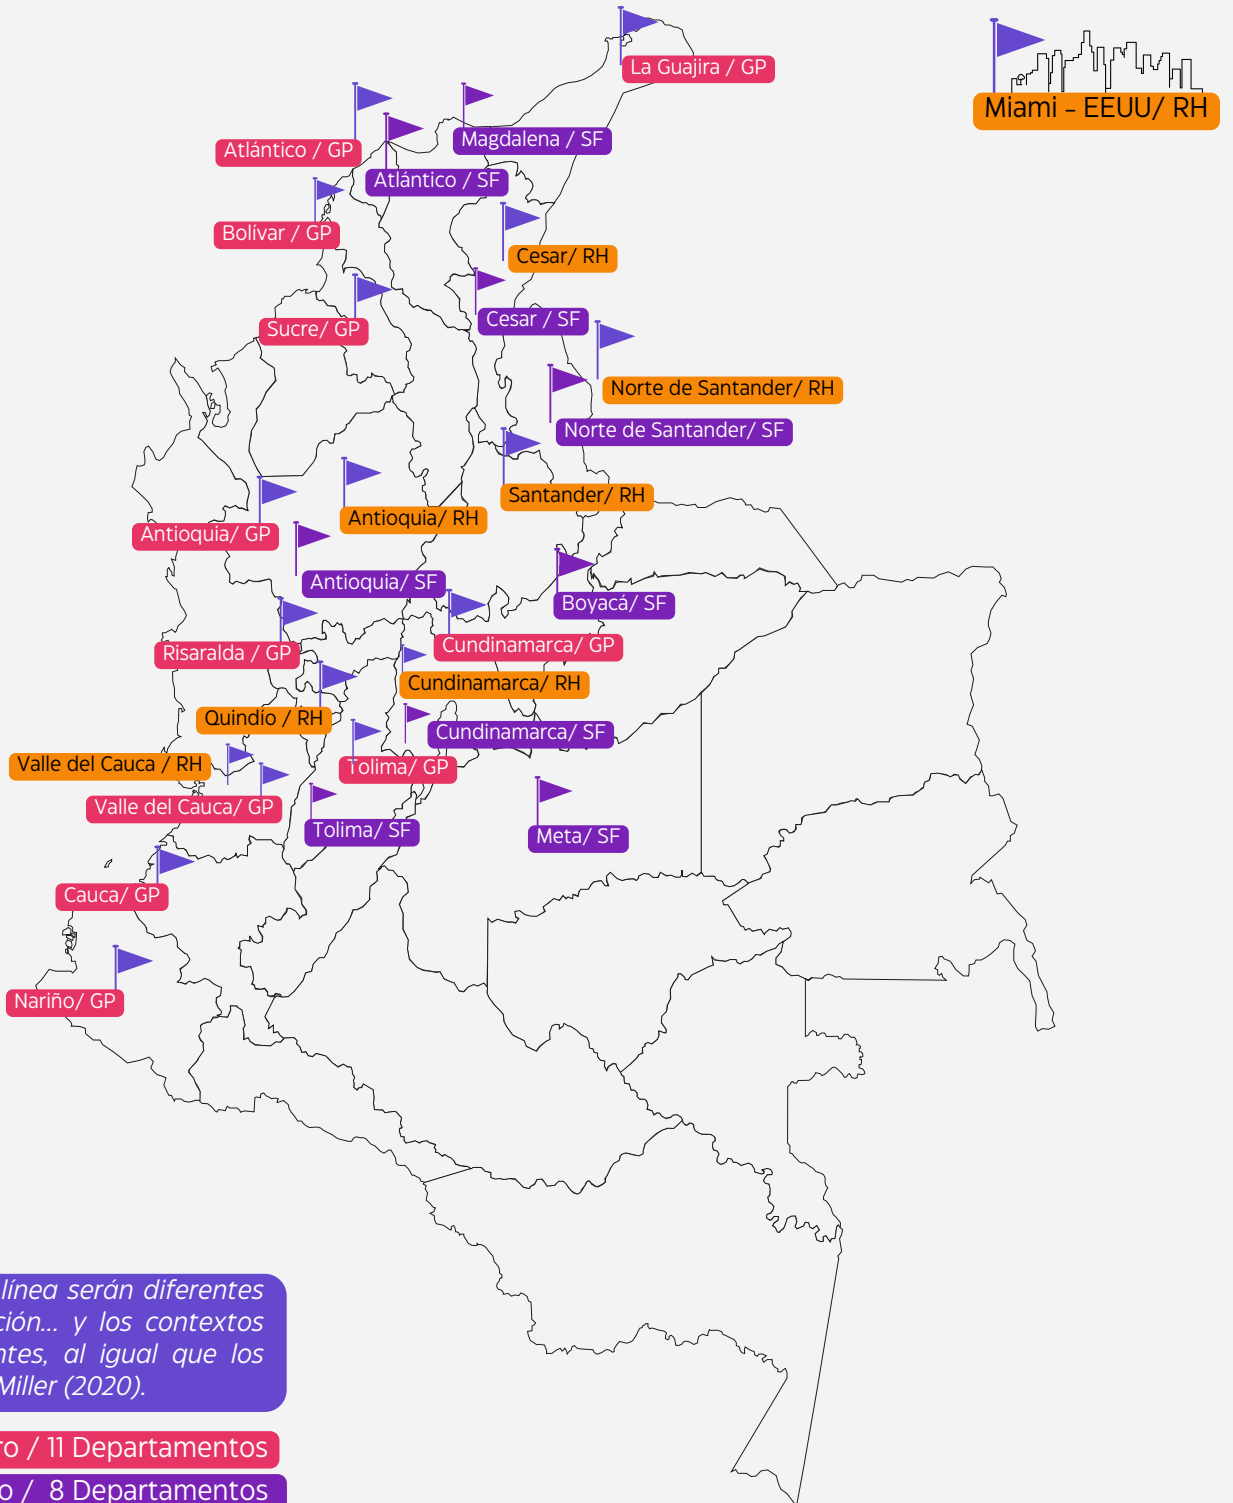 La Guajira / GP
Miami - EEUU/ RH
Atlántico / GP
Magdalena / SF
Atlántico / SF
Bolívar / GP
Cesar/ RH
Sucre/ GP
Cesar / SF
Norte de Santander/ RH
Norte de Santander/ SF
Santander/ RH
Antioquia/ RH
Antioquia/ GP
Antioquia/ SF
Boyacá/ SF
Cundinamarca/ GP
Risaralda / GP
Cundinamarca/ RH
Quindío / RH
Cundinamarca/ SF
Valle del Cauca / RH
Tolima/ GP
Valle del Cauca/ GP
Tolima/ SF
Meta/ SF
Cauca/ GP
Nariño/ GP
línea serán diferentes
ción... y los contextos
ntes, al igual que los
Miller (2020).
ro / 11 Departamentos
o / 8 Departamentos